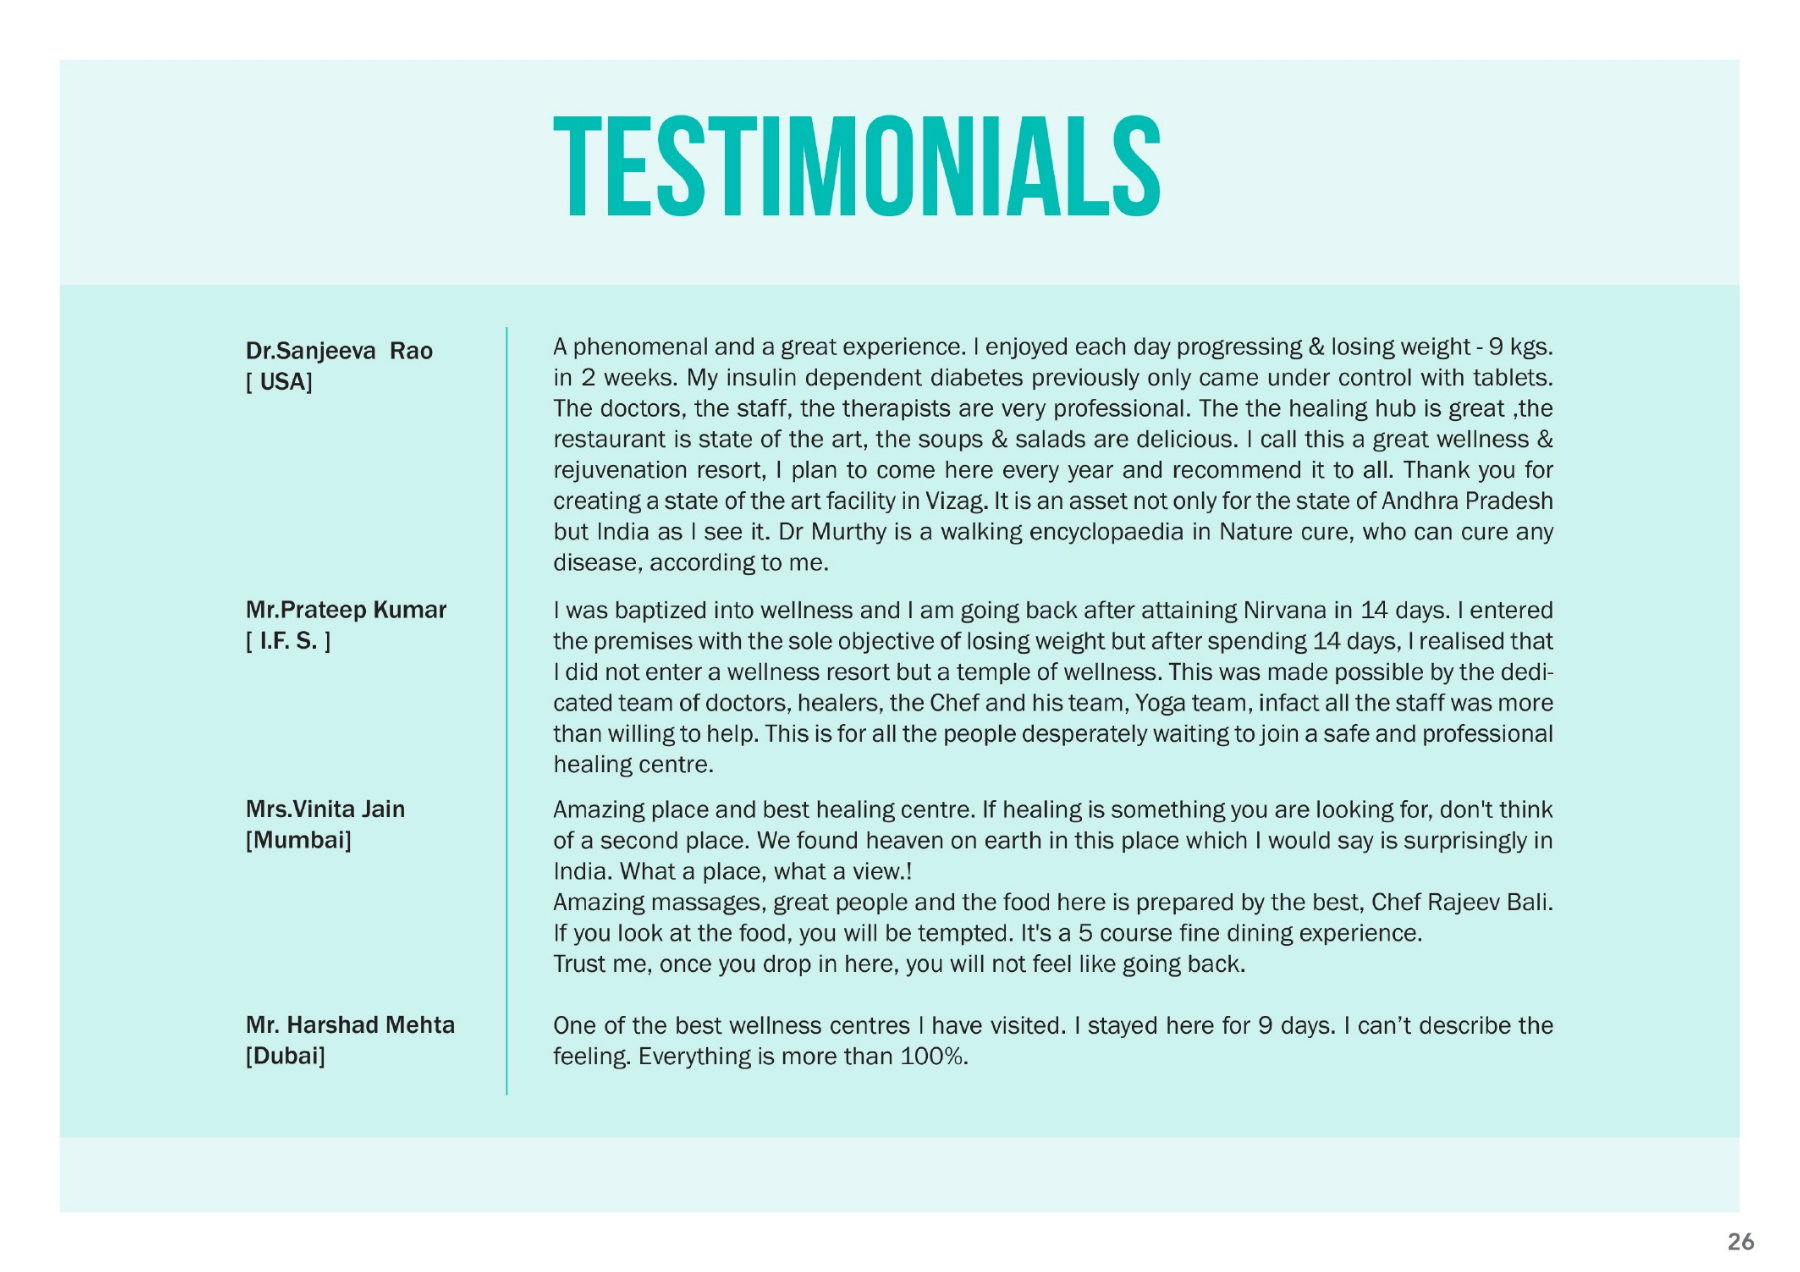 TESTIMONIALS
Dr.Sanjeeva  Rao
[ USA]
A phenomenal and a great experience. I enjoyed each day progressing & losing weight - 9 kgs.
in 2 weeks. My insulin dependent diabetes previously only came under control with tablets.
The doctors, the staff, the therapists are very professional. The the healing hub is great ,the
restaurant is state of the art, the soups & salads are delicious. I call this a great wellness &
rejuvenation resort, I plan to come here every year and recommend it to all. Thank you for
creating a state of the art facility in Vizag. It is an asset not only for the state of Andhra Pradesh
but India as I see it. Dr Murthy is a walking encyclopaedia in Nature cure, who can cure any
disease, according to me.
Mr.Prateep Kumar
[ I.F. S. ]
I was baptized into wellness and I am going back after attaining Nirvana in 14 days. I entered
the premises with the sole objective of losing weight but after spending 14 days, I realised that
I did not enter a wellness resort but a temple of wellness. This was made possible by the dedi-
cated team of doctors, healers, the Chef and his team, Yoga team, infact all the staff was more
than willing to help. This is for all the people desperately waiting to join a safe and professional
healing centre.
Mrs.Vinita Jain
[Mumbai]
Amazing place and best healing centre. If healing is something you are looking for, don't think
of a second place. We found heaven on earth in this place which I would say is surprisingly in
India. What a place, what a view.!
Amazing massages, great people and the food here is prepared by the best, Chef Rajeev Bali.
If you look at the food, you will be tempted. It's a 5 course fine dining experience.
Trust me, once you drop in here, you will not feel like going back.
Mr. Harshad Mehta
[Dubai]
One of the best wellness centres I have visited. I stayed here for 9 days. I can’t describe the
feeling. Everything is more than 100%.
26